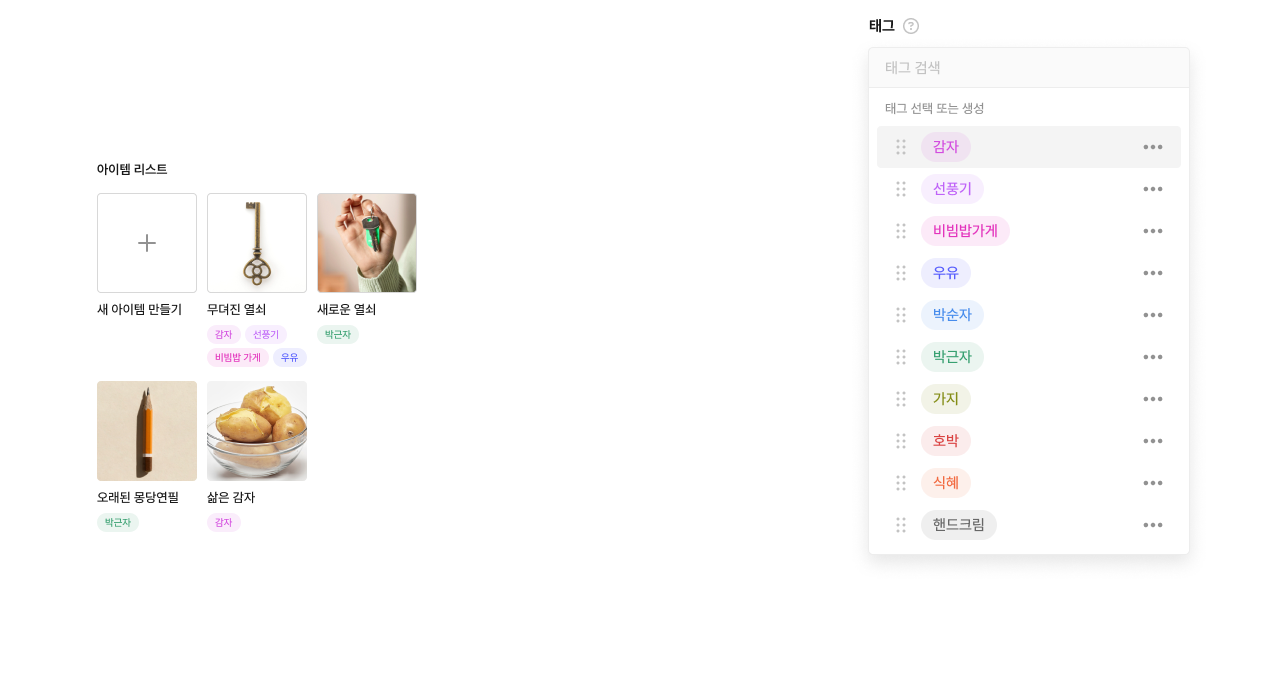 아이템 리스트
새 아이템 만들기
무뎌진 열쇠
감자 선풍기
비빔밥 가게 우유
새로운 열쇠
박근자
오래된 몽당연필
박근자
삶은 감자
감자
태그 ?
태그 검색
태그 선택 또는 생성
감자
선풍기
비빔밥가게
우유
박순자
박근자
가지
호박
식혜
핸드크림